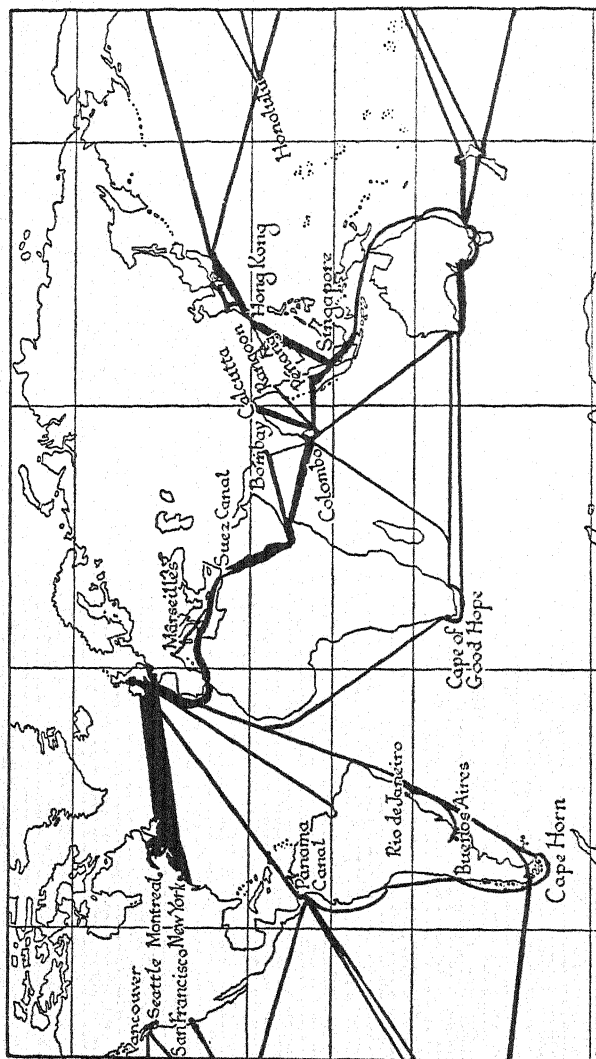 Vancouver
Seattle
San Francisco
Montreal
New York
Panama
Canal
Rio de Janeiro
Buenos Aires
Cape Horn
Marseilles
Suez Canal
Cape of
Good Hope
Bombay
Calcutta
Rangoon
Penang
Colombo
Hong Kong
Singapore
Honolulu